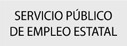 SERVICIO PÚBLICO
DE EMPLEO ESTATAL